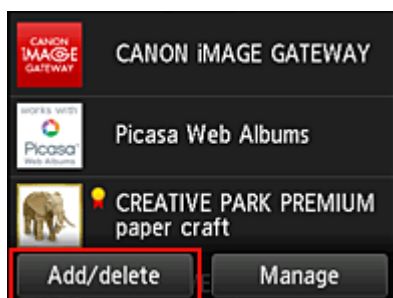 CANON
iMAGE
GATEWAY
CANON iMAGE GATEWAY
works with
Picasa
Web Albums
Picasa Web Albums
CREATIVE PARK PREMIUM
paper craft
Add/delete
Manage